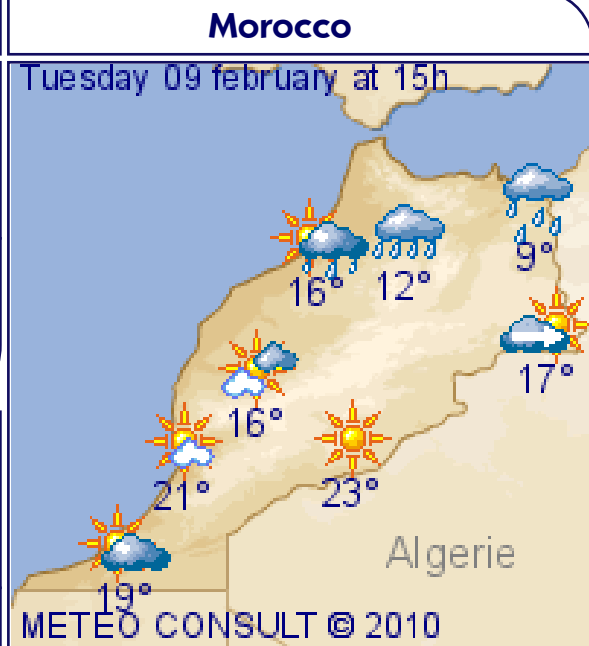 Morocco
Tuesday 09 february at 15h
9°
16° 12°
17°
16°
21° 23°
Algerie
19°
METEO CONSULT © 2010